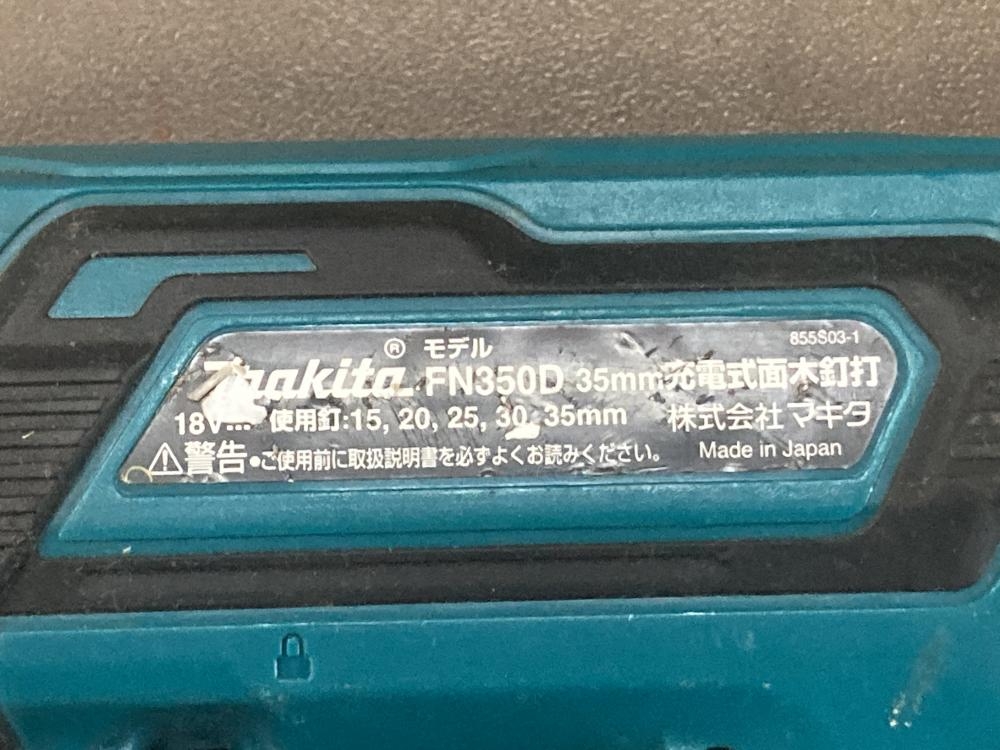 855S03-1
makita® モデル FN350D 35mm充電式面木釘打
18V⎓ 使用釘:15, 20, 25, 30, 35mm 株式会社マキタ
⚠警告●ご使用前に取扱説明書を必ずよくお読みください。 Made in Japan